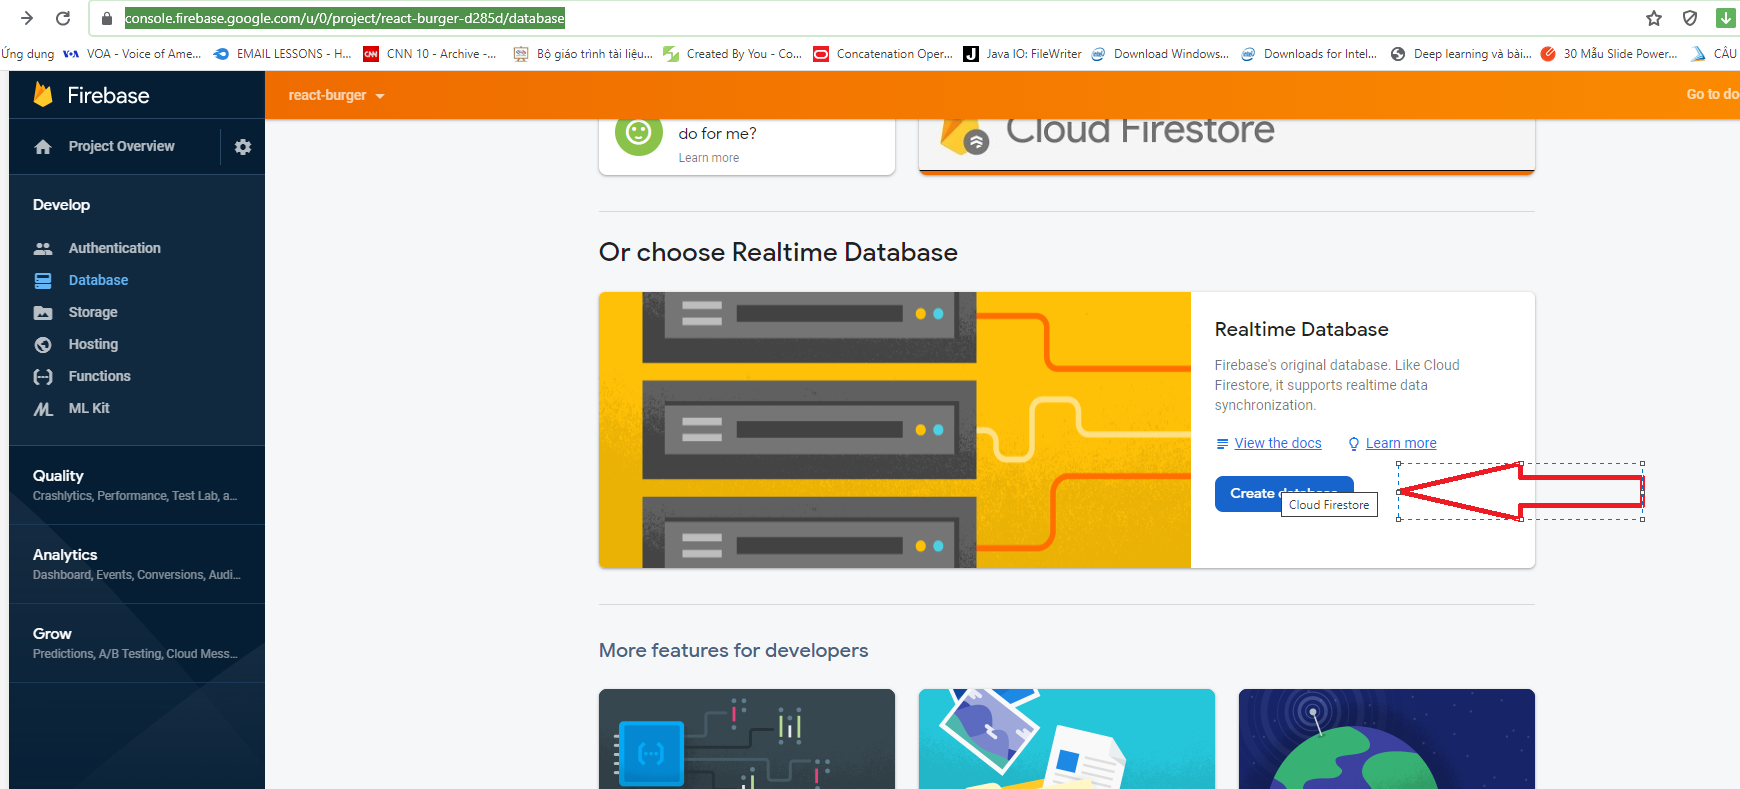 console.firebase.google.com/u/0/project/react-burger-d285d/database
Ứng dụng
VOA - Voice of Ame...
EMAIL LESSONS - H...
CNN 10 - Archive -...
Bộ giáo trình tài liệu...
Created By You - Co...
Concatenation Oper...
Java IO: FileWriter
Download Windows...
Downloads for Intel...
Deep learning và bài...
30 Mẫu Slide Power...
CÂU
Firebase
react-burger
Go to do
Project Overview
do for me?
Learn more
Cloud Firestore
Develop
Authentication
Database
Storage
Hosting
Functions
ML Kit
Quality
Crashlytics, Performance, Test Lab, a...
Analytics
Dashboard, Events, Conversions, Audi...
Grow
Predictions, A/B Testing, Cloud Mess...
Or choose Realtime Database
Realtime Database
Firebase's original database. Like Cloud
Firestore, it supports realtime data
synchronization.
View the docs
Learn more
Create database
Cloud Firestore
More features for developers